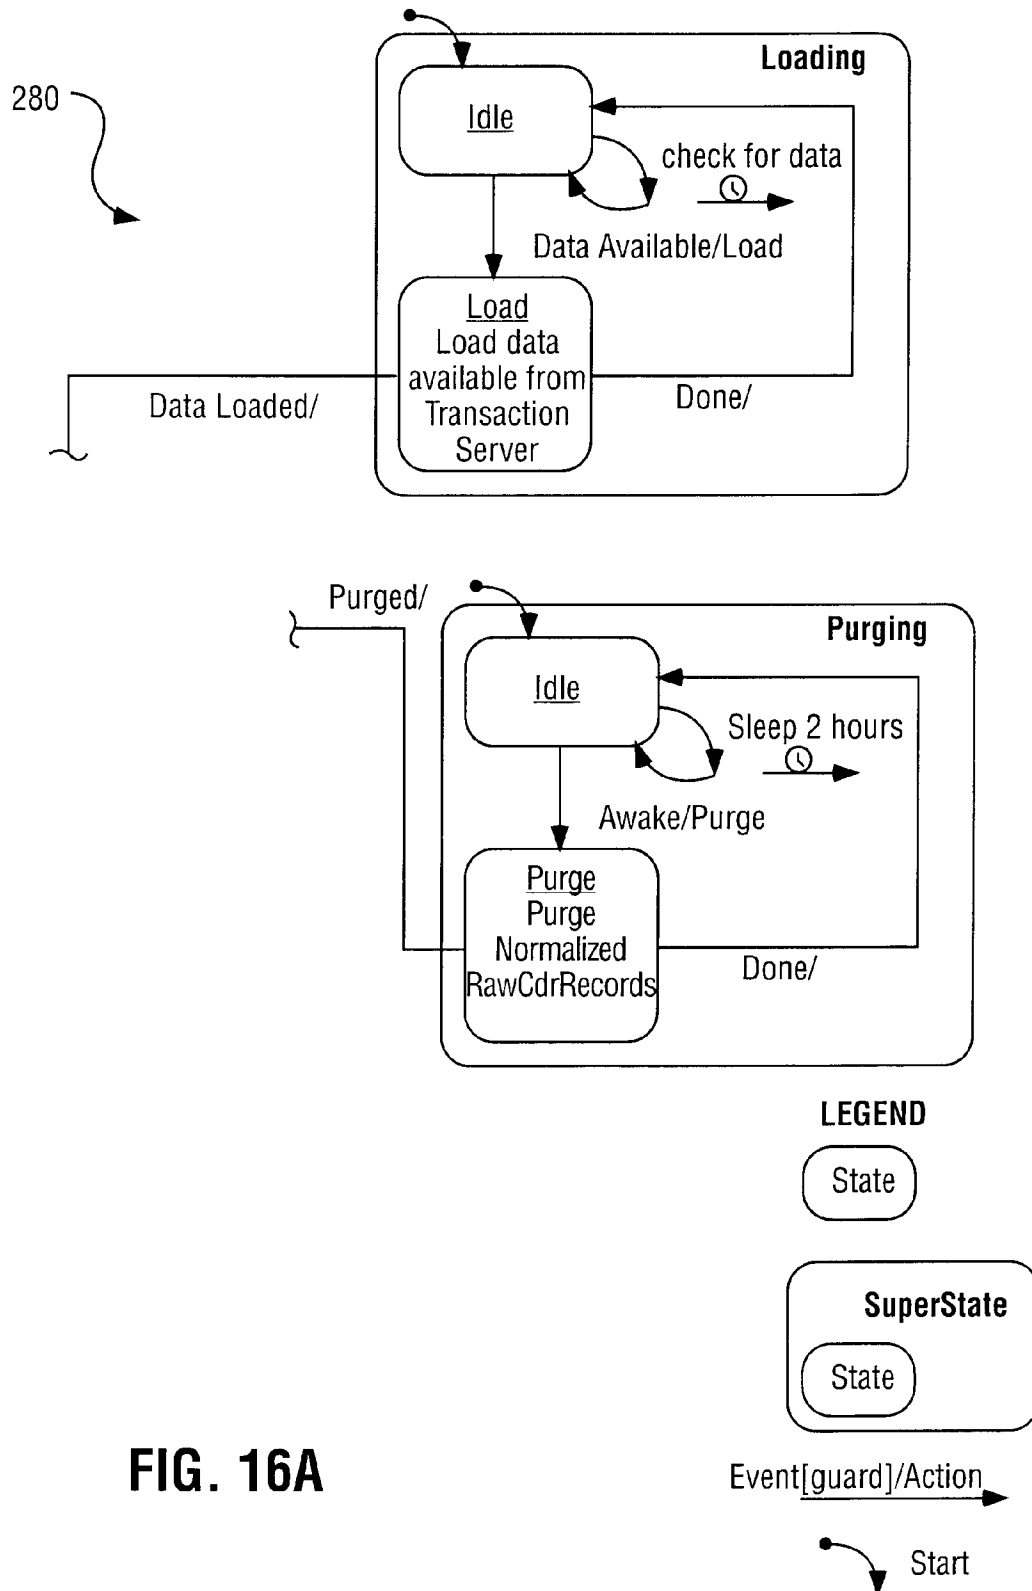 Loading
280
Idle
check for data
Data Available/Load
Load
Load data
available from
Transaction
Server
Data Loaded/
Done/
Purged/
Purging
Idle
Sleep 2 hours
Awake/Purge
Purge
Purge
Normalized
RawCdrRecords
Done/
LEGEND
State
SuperState
State
FIG. 16A
Event[guard]/Action
Start